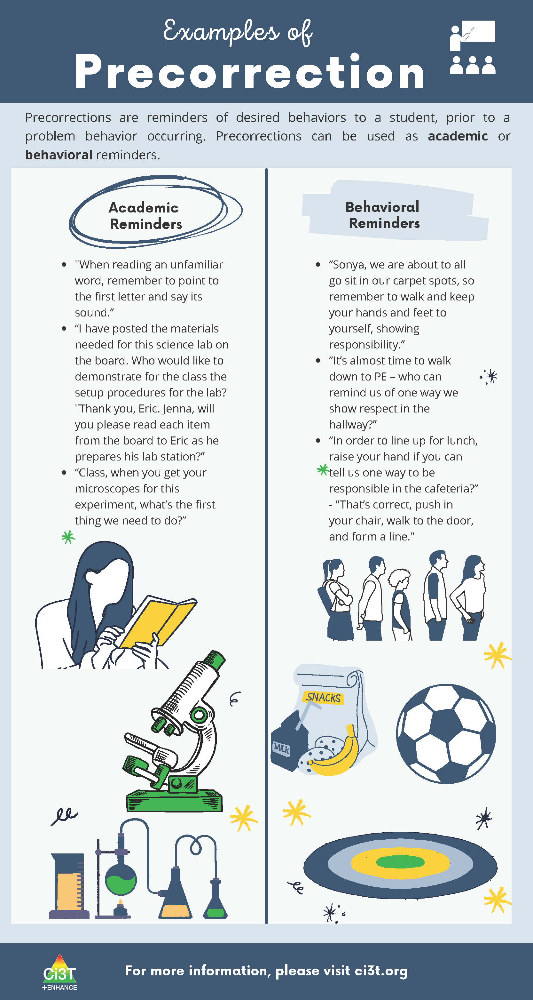 Examples of
Precorrection
Precorrections are reminders of desired behaviors to a student, prior to a
problem behavior occurring. Precorrections can be used as academic or
behavioral reminders.
Academic
Reminders
• "When reading an unfamiliar
word, remember to point to
the first letter and say its
sound.”
• “I have posted the materials
needed for this science lab on
the board. Who would like to
demonstrate for the class the
setup procedures for the lab?
"Thank you, Eric. Jenna, will
you please read each item
from the board to Eric as he
prepares his lab station?”
• “Class, when you get your
microscopes for this
experiment, what’s the first
thing we need to do?”
Behavioral
Reminders
• “Sonya, we are about to all
go sit in our carpet spots, so
remember to walk and keep
your hands and feet to
yourself, showing
responsibility.”
• “It’s almost time to walk
down to PE – who can
remind us of one way we
show respect in the
hallway?”
• “In order to line up for lunch,
raise your hand if you can
tell us one way to be
responsible in the cafeteria?”
- "That’s correct, push in
your chair, walk to the door,
and form a line.”
SNACKS
MILK
Ci3T
+ENHANCE
For more information, please visit ci3t.org